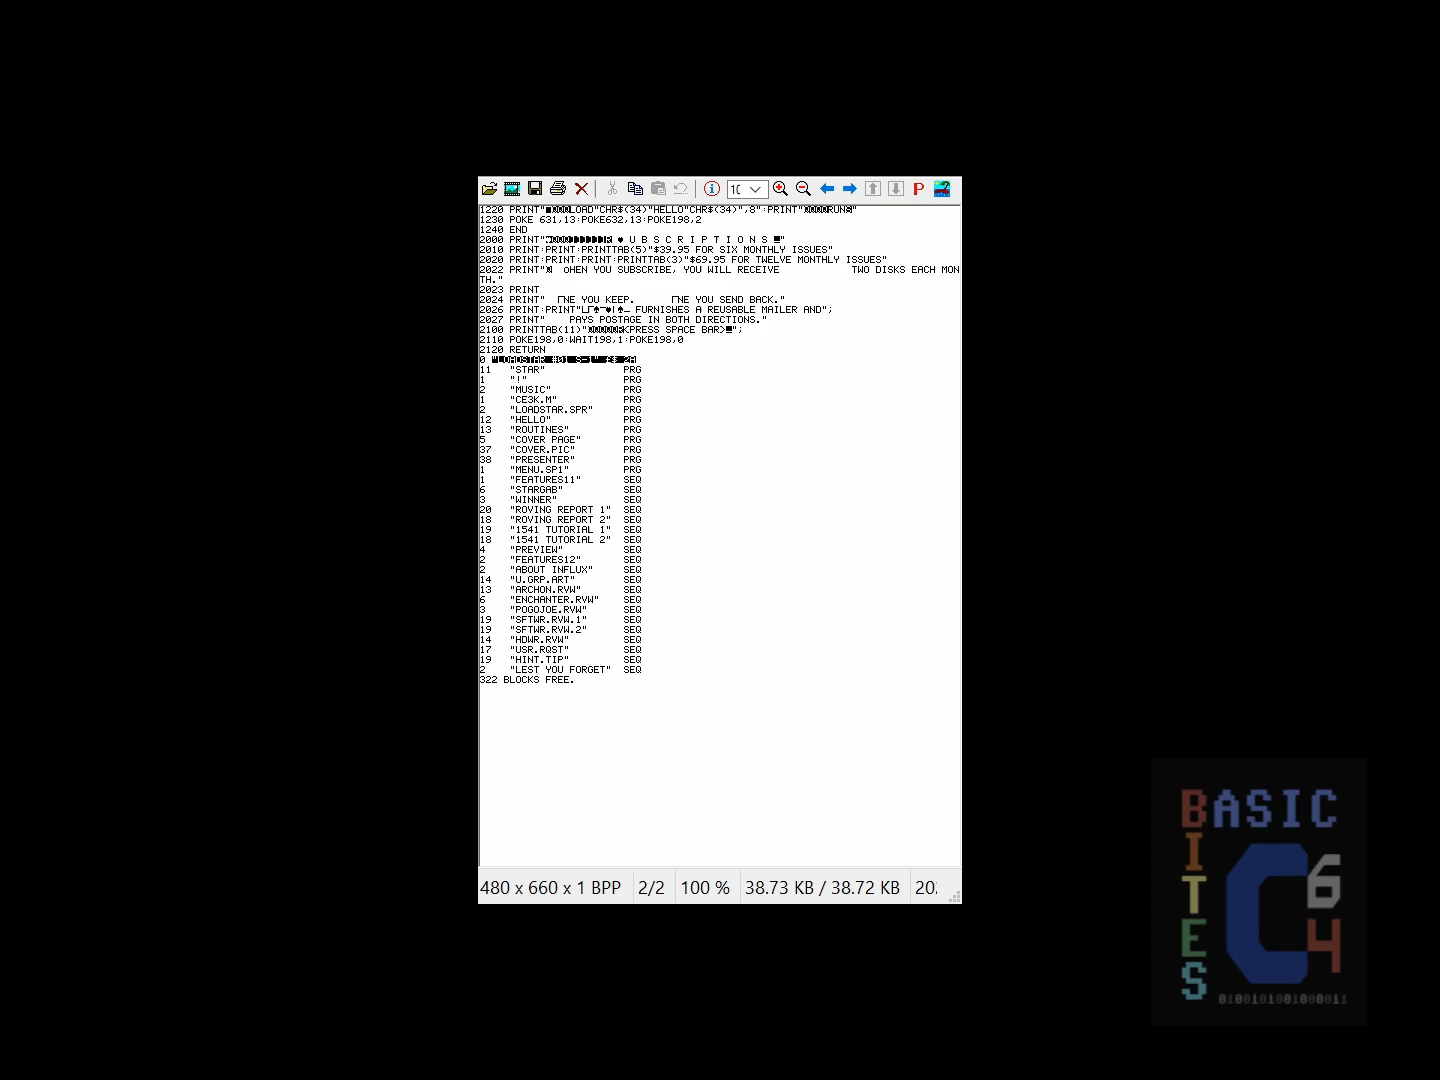 1220 PRINT"LOAD"CHR$(34)"HELLO"CHR$(34)",8":PRINT"RUN"
1230 POKE 631,13:POKE632,13:POKE198,2
1240 END
2000 PRINT" ♥ U B S C R I P T I O N S "
2010 PRINT:PRINT:PRINTTAB(5)"$39.95 FOR SIX MONTHLY ISSUES"
2020 PRINT:PRINT:PRINTTAB(3)"$69.95 FOR TWELVE MONTHLY ISSUES"
2022 PRINT" OHEN YOU SUBSCRIBE, YOU WILL RECEIVE TWO DISKS EACH MON
TH."
2023 PRINT
2024 PRINT" NE YOU KEEP. NE YOU SEND BACK."
2026 PRINT:PRINT" FURNISHES A REUSABLE MAILER AND";
2027 PRINT" PAYS POSTAGE IN BOTH DIRECTIONS."
2100 PRINTTAB(11)"<PRESS SPACE BAR>";
2110 POKE198,0:WAIT198,1:POKE198,0
2120 RETURN
0 "LOADSTAR #01 S-1" 2A
11 "STAR" PRG
1 "!" PRG
2 "MUSIC" PRG
1 "CE3K.M" PRG
2 "LOADSTAR.SPR" PRG
12 "HELLO" PRG
13 "ROUTINES" PRG
5 "COVER PAGE" PRG
37 "COVER.PIC" PRG
38 "PRESENTER" PRG
1 "MENU.SP1" PRG
1 "FEATURES11" SEQ
6 "STARGAB" SEQ
3 "WINNER" SEQ
20 "ROVING REPORT 1" SEQ
18 "ROVING REPORT 2" SEQ
19 "1541 TUTORIAL 1" SEQ
18 "1541 TUTORIAL 2" SEQ
4 "PREVIEW" SEQ
2 "FEATURES12" SEQ
2 "ABOUT INFLUX" SEQ
14 "U.GRP.ART" SEQ
13 "ARCHON.RVW" SEQ
6 "ENCHANTER.RVW" SEQ
3 "POGOJOE.RVW" SEQ
19 "SFTWR.RVW.1" SEQ
19 "SFTWR.RVW.2" SEQ
14 "HDWR.RVW" SEQ
17 "USR.RQST" SEQ
19 "HINT.TIP" SEQ
2 "LEST YOU FORGET" SEQ
322 BLOCKS FREE.
480 x 660 x 1 BPP 2/2 100 % 38.73 KB / 38.72 KB
BASIC
BITES
C64
0100101001000011